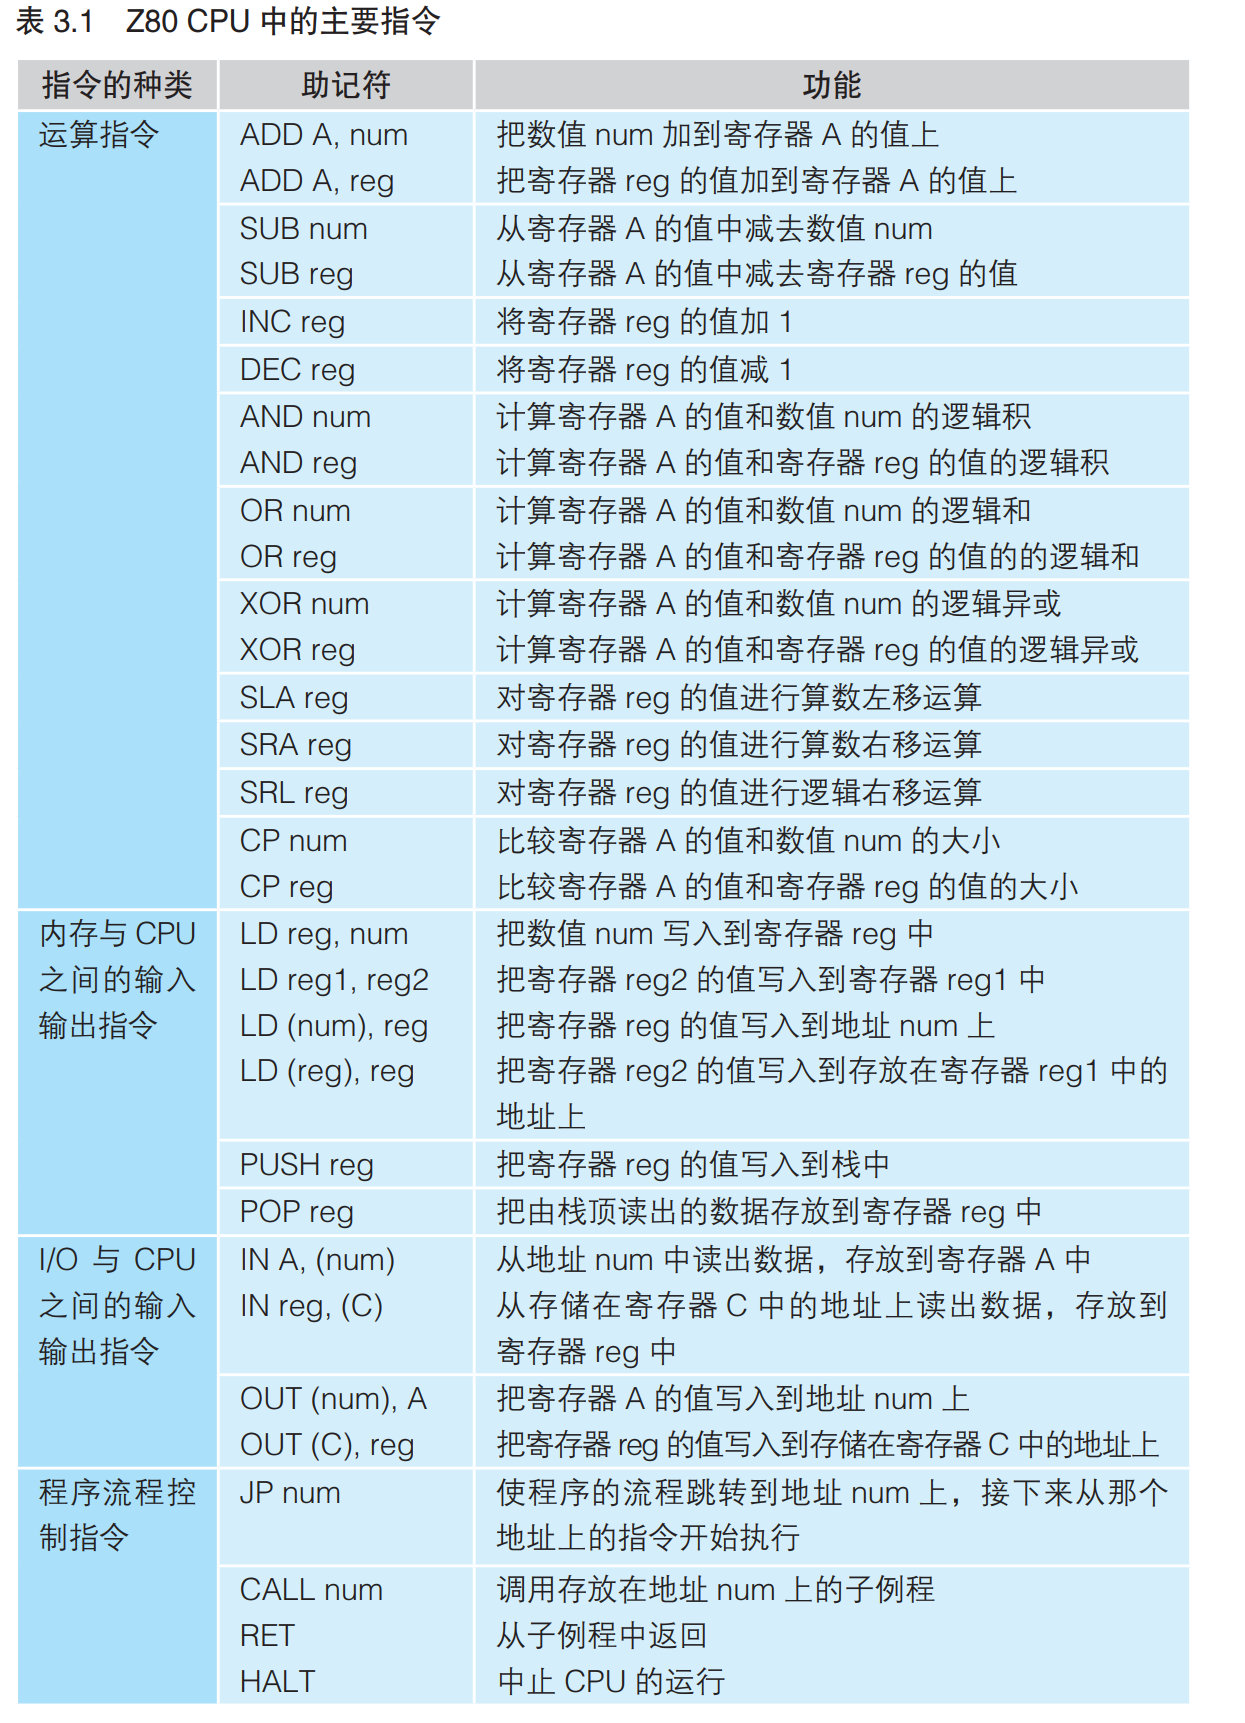 表 3.1 Z80 CPU 中的主要指令
指令的种类 助记符 功能
运算指令 ADD A, num 把数值 num 加到寄存器 A 的值上
ADD A, reg 把寄存器 reg 的值加到寄存器 A 的值上
SUB num 从寄存器 A 的值中减去数值 num
SUB reg 从寄存器 A 的值中减去寄存器 reg 的值
INC reg 将寄存器 reg 的值加 1
DEC reg 将寄存器 reg 的值减 1
AND num 计算寄存器 A 的值和数值 num 的逻辑积
AND reg 计算寄存器 A 的值和寄存器 reg 的值的逻辑积
OR num 计算寄存器 A 的值和数值 num 的逻辑和
OR reg 计算寄存器 A 的值和寄存器 reg 的值的的逻辑和
XOR num 计算寄存器 A 的值和数值 num 的逻辑异或
XOR reg 计算寄存器 A 的值和寄存器 reg 的值的逻辑异或
SLA reg 对寄存器 reg 的值进行算数左移运算
SRA reg 对寄存器 reg 的值进行算数右移运算
SRL reg 对寄存器 reg 的值进行逻辑右移运算
CP num 比较寄存器 A 的值和数值 num 的大小
CP reg 比较寄存器 A 的值和寄存器 reg 的值的大小
内存与 CPU LD reg, num 把数值 num 写入到寄存器 reg 中
之间的输入 LD reg1, reg2 把寄存器 reg2 的值写入到寄存器 reg1 中
输出指令 LD (num), reg 把寄存器 reg 的值写入到地址 num 上
LD (reg), reg 把寄存器 reg2 的值写入到存放在寄存器 reg1 中的
地址上
PUSH reg 把寄存器 reg 的值写入到栈中
POP reg 把由栈顶读出的数据存放到寄存器 reg 中
I/O 与 CPU IN A, (num) 从地址 num 中读出数据，存放到寄存器 A 中
之间的输入 IN reg, (C) 从存储在寄存器 C 中的地址上读出数据，存放到
输出指令 寄存器 reg 中
OUT (num), A 把寄存器 A 的值写入到地址 num 上
OUT (C), reg 把寄存器 reg 的值写入到存储在寄存器 C 中的地址上
程序流程控 JP num 使程序的流程跳转到地址 num 上，接下来从那个
制指令 地址上的指令开始执行
CALL num 调用存放在地址 num 上的子例程
RET 从子例程中返回
HALT 中止 CPU 的运行